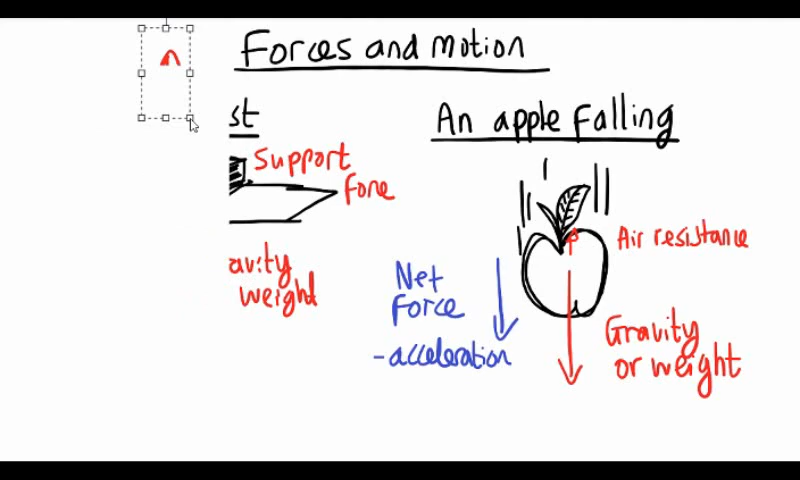 Forces and motion
st
An apple falling
Support
force
avity
weight
Air resistance
Net
force
-acceleration
Gravity
or weight